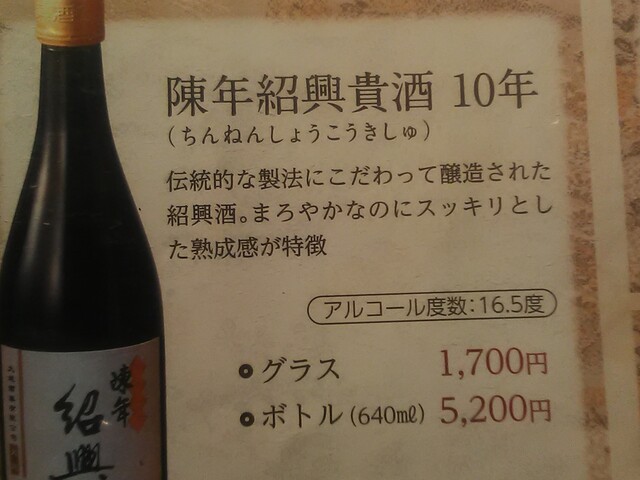 陳年紹興貴酒 10年
(ちんねんしょうこうきしゅ)
伝統的な製法にこだわって醸造された
紹興酒。まろやかなのにスッキリとし
た熟成感が特徴
アルコール度数:16.5度
グラス 1,700円
ボトル(640㎖) 5,200円
陳年
紹興